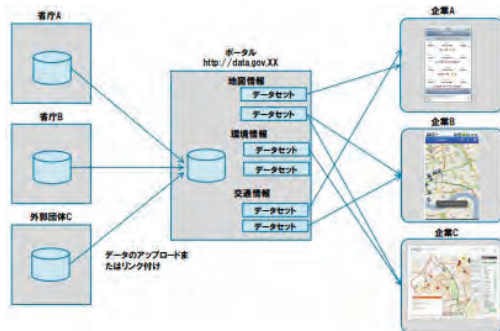 省庁A
省庁B
外郭団体C
ポータル
http://data.gov.XX
地図情報
データセット
データセット
環境情報
データセット
データセット
交通情報
データセット
データセット
データのアップロードま
たはリンク付け
企業A
企業B
企業C